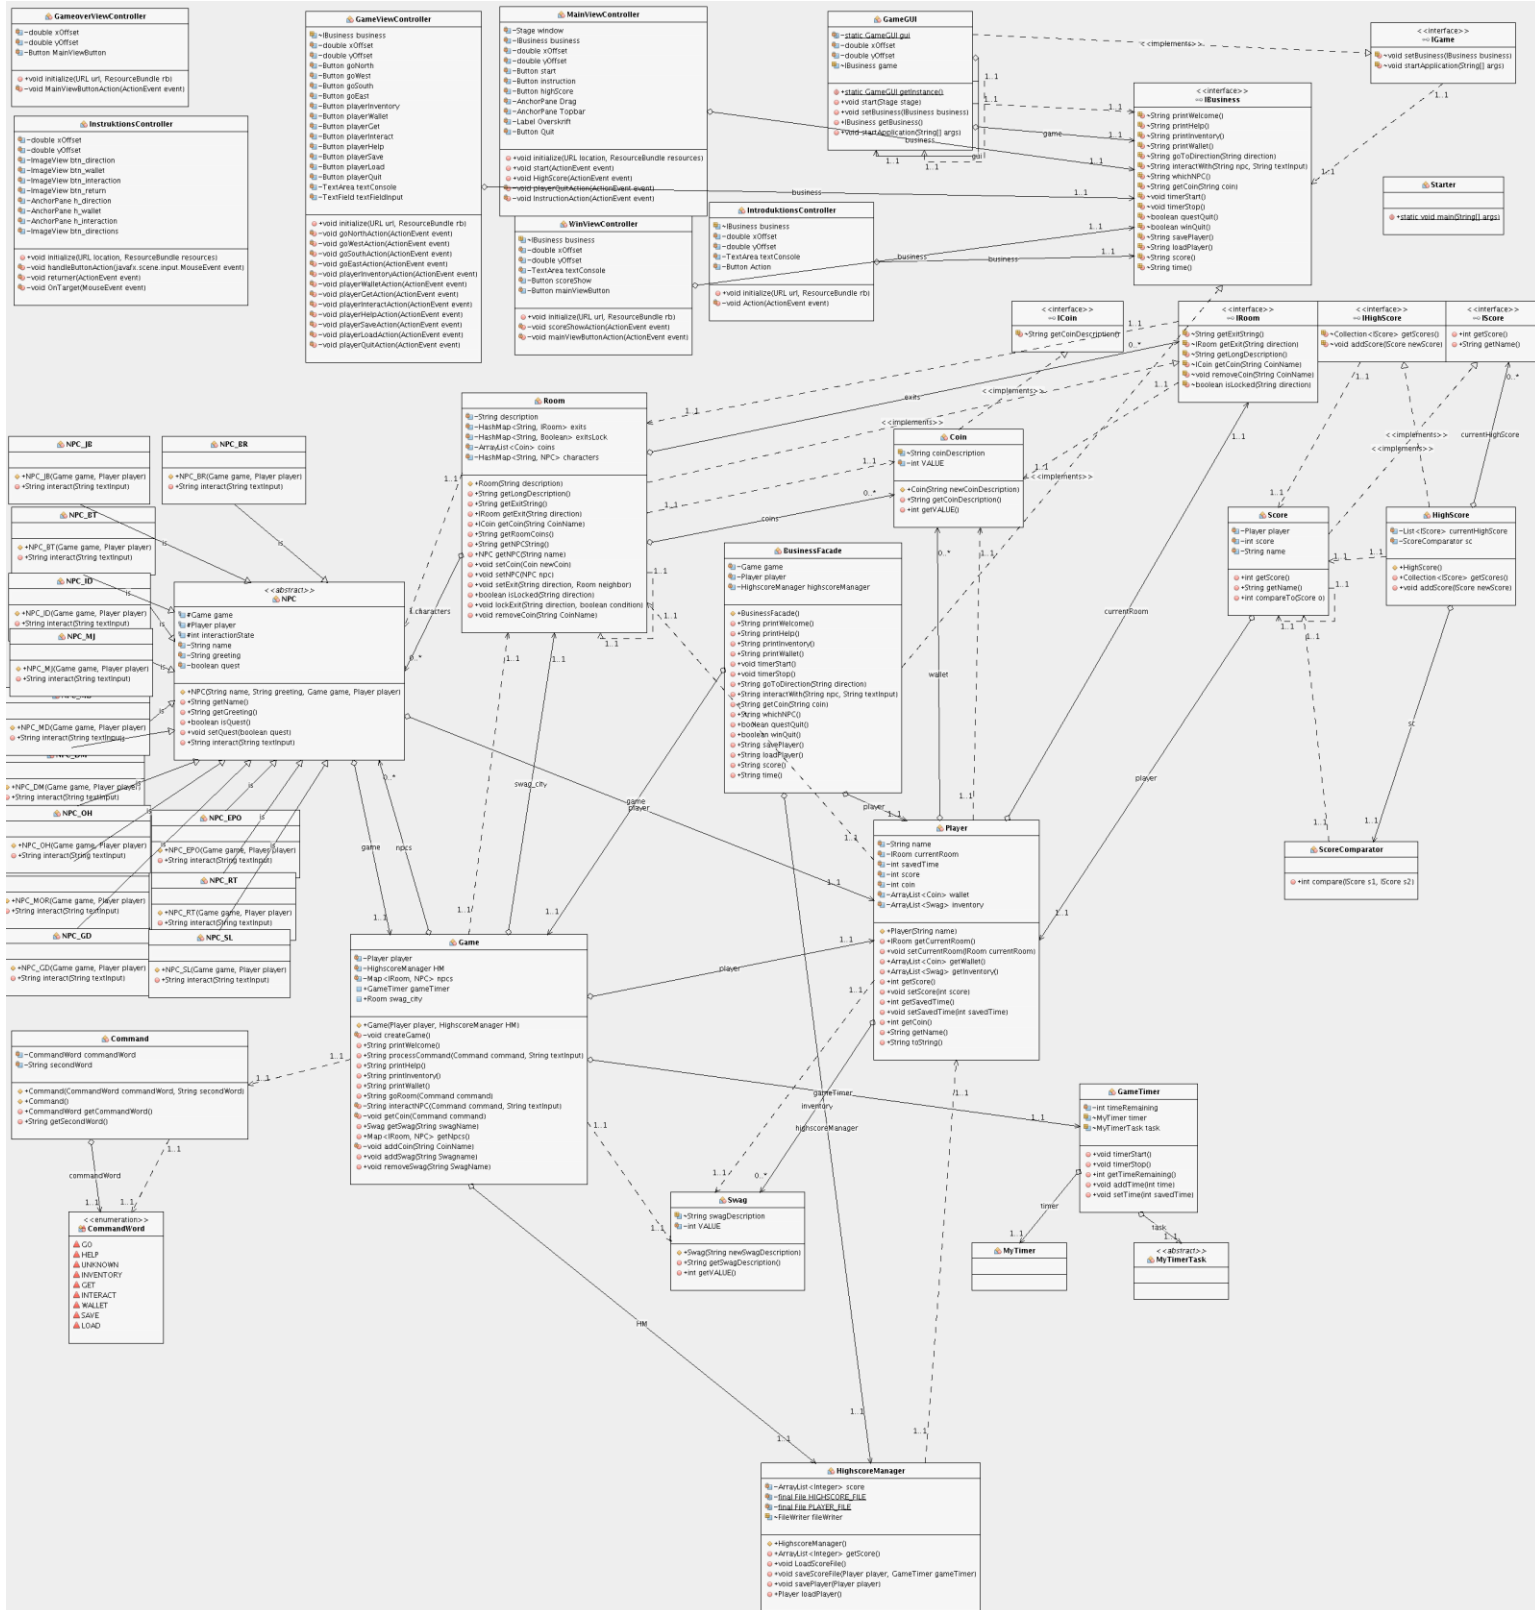 GameoverViewController
-double xOffset
-double yOffset
-Button MainViewButton
+void initialize(URL url, ResourceBundle rb)
-void MainViewButtonAction(ActionEvent event)
InstruktionsController
-double xOffset
-double yOffset
-ImageView btn_direction
-ImageView btn_wallet
-ImageView btn_interaction
-ImageView btn_return
-AnchorPane h_direction
-AnchorPane h_wallet
-AnchorPane h_interaction
-ImageView btn_directions
+void initialize(URL location, ResourceBundle resources)
-void handleButtonAction(javafx.scene.input.MouseEvent event)
-void returner(ActionEvent event)
-void OnTarget(MouseEvent event)
GameViewController
~IBusiness business
-double xOffset
-double yOffset
-Button goNorth
-Button goWest
-Button goSouth
-Button goEast
-Button playerInventory
-Button playerWallet
-Button playerGet
-Button playerInteract
-Button playerHelp
-Button playerSave
-Button playerLoad
-Button playerQuit
-TextArea textConsole
-TextField textFieldInput
+void initialize(URL url, ResourceBundle rb)
-void goNorthAction(ActionEvent event)
-void goWestAction(ActionEvent event)
-void goSouthAction(ActionEvent event)
-void goEastAction(ActionEvent event)
-void playerInventoryAction(ActionEvent event)
-void playerWalletAction(ActionEvent event)
-void playerGetAction(ActionEvent event)
-void playerInteractAction(ActionEvent event)
-void playerHelpAction(ActionEvent event)
-void playerSaveAction(ActionEvent event)
-void playerLoadAction(ActionEvent event)
-void playerQuitAction(ActionEvent event)
MainViewController
-Stage window
~IBusiness business
-double xOffset
-double yOffset
-Button start
-Button instruction
-Button highScore
-AnchorPane Drag
-AnchorPane Topbar
-Label Overskrift
-Button Quit
+void initialize(URL location, ResourceBundle resources)
-void start(ActionEvent event)
-void HighScore(ActionEvent event)
-void playerQuitAction(ActionEvent event)
-void InstructionAction(ActionEvent event)
WinViewController
~IBusiness business
-double xOffset
-double yOffset
-TextArea textConsole
-Button scoreShow
-Button mainViewButton
+void initialize(URL url, ResourceBundle rb)
-void scoreShowAction(ActionEvent event)
-void mainViewButtonAction(ActionEvent event)
IntroduktionsController
~IBusiness business
-double xOffset
-double yOffset
-TextArea textConsole
-Button Action
+void initialize(URL url, ResourceBundle rb)
-void Action(ActionEvent event)
GameGUI
-static GameGUI gui
-double xOffset
-double yOffset
~IBusiness game
+static GameGUI getInstance()
+void start(Stage stage)
+void setBusiness(IBusiness business)
+IBusiness getBusiness()
+void startApplication(String[] args)
<<interface>>
IGame
~void setBusiness(IBusiness business)
~void startApplication(String[] args)
<<interface>>
IBusiness
~String printWelcome()
~String printHelp()
~String printInventory()
~String printWallet()
~String goToDirection(String direction)
~String interactWith(String npc, String textInput)
~String whichNPC()
~String getCoin(String coin)
~void timerStart()
~void timerStop()
~boolean questQuit()
~boolean winQuit()
~String savePlayer()
~String loadPlayer()
~String score()
~String time()
Starter
+static void main(String[] args)
<<implements>>
1..1
game
business
gui
<<interface>>
ICoin
~String getCoinDescription()
<<interface>>
IRoom
~String getExitString()
~IRoom getExit(String direction)
~String getLongDescription()
~ICoin getCoin(String CoinName)
~void removeCoin(String CoinName)
~boolean isLocked(String direction)
<<interface>>
IHighScore
~Collection<IScore> getScores()
~void addScore(IScore newScore)
<<interface>>
IScore
+int getScore()
+String getName()
Room
-String description
-HashMap<String, IRoom> exits
-HashMap<String, Boolean> exitsLock
-ArrayList<Coin> coins
-HashMap<String, NPC> characters
+Room(String description)
+String getLongDescription()
+String getExitString()
+IRoom getExit(String direction)
+ICoin getCoin(String CoinName)
+String getRoomCoins()
+String getNPCString()
+NPC getNPC(String name)
+void setCoin(Coin newCoin)
+void setNPC(NPC npc)
+void setExit(String direction, Room neighbor)
+boolean isLocked(String direction)
+void lockExit(String direction, boolean condition)
+void removeCoin(String CoinName)
Coin
~String coinDescription
-int VALUE
+Coin(String newCoinDescription)
+String getCoinDescription()
+int getVALUE()
exits
0..*
coins
characters
<<implements>>
Score
-Player player
-int score
-String name
+int getScore()
+String getName()
+int compareTo(Score o)
HighScore
-List<IScore> currentHighScore
-ScoreComparator sc
+HighScore()
+Collection<IScore> getScores()
+void addScore(IScore newScore)
currentHighScore
currentRoom
sc
player
ScoreComparator
+int compare(IScore s1, IScore s2)
NPC_JB
+NPC_JB(Game game, Player player)
+String interact(String textInput)
NPC_BR
+NPC_BR(Game game, Player player)
+String interact(String textInput)
NPC_BT
+NPC_BT(Game game, Player player)
+String interact(String textInput)
NPC_ID
+NPC_ID(Game game, Player player)
+String interact(String textInput)
NPC_MJ
+NPC_MJ(Game game, Player player)
+String interact(String textInput)
+NPC_MD(Game game, Player player)
+String interact(String textInput)
+NPC_DM(Game game, Player player)
+String interact(String textInput)
NPC_OH
+NPC_OH(Game game, Player player)
+String interact(String textInput)
NPC_EPO
+NPC_EPO(Game game, Player player)
+String interact(String textInput)
+NPC_MOR(Game game, Player player)
+String interact(String textInput)
NPC_RT
+NPC_RT(Game game, Player player)
+String interact(String textInput)
NPC_GD
+NPC_GD(Game game, Player player)
+String interact(String textInput)
NPC_SL
+NPC_SL(Game game, Player player)
+String interact(String textInput)
is
<<abstract>>
NPC
#Game game
#Player player
#int interactionState
-String name
-String greeting
-boolean quest
+NPC(String name, String greeting, Game game, Player player)
+String getName()
+String getGreeting()
+boolean isQuest()
+void setQuest(boolean quest)
+String interact(String textInput)
BusinessFacade
-Game game
-Player player
-HighscoreManager highscoreManager
+BusinessFacade()
+String printWelcome()
+String printHelp()
+String printInventory()
+String printWallet()
+void timerStart()
+void timerStop()
+String goToDirection(String direction)
+String interactWith(String npc, String textInput)
+String getCoin(String coin)
+String whichNPC()
+boolean questQuit()
+boolean winQuit()
+String savePlayer()
+String loadPlayer()
+String score()
+String time()
wallet
swag_city
game
player
npcs
Player
-String name
-IRoom currentRoom
-int savedTime
-int score
-int coin
-ArrayList<Coin> wallet
-ArrayList<Swag> inventory
+Player(String name)
+IRoom getCurrentRoom()
+void setCurrentRoom(IRoom currentRoom)
+ArrayList<Coin> getWallet()
+ArrayList<Swag> getInventory()
+int getScore()
+void setScore(int score)
+int getSavedTime()
+void setSavedTime(int savedTime)
+int getCoin()
+String getName()
+String toString()
Game
-Player player
-HighscoreManager HM
-Map<IRoom, NPC> npcs
+GameTimer gameTimer
+Room swag_city
+Game(Player player, HighscoreManager HM)
-void createGame()
+String printWelcome()
+String processCommand(Command command, String textInput)
+String printHelp()
+String printInventory()
+String printWallet()
+String goRoom(Command command)
-String interactNPC(Command command, String textInput)
-void getCoin(Command command)
+Swag getSwag(String swagName)
+Map<IRoom, NPC> getNpcs()
-void addCoin(String CoinName)
+void addSwag(String Swagname)
+void removeSwag(String SwagName)
Command
-CommandWord commandWord
-String secondWord
+Command(CommandWord commandWord, String secondWord)
+Command()
+CommandWord getCommandWord()
+String getSecondWord()
commandWord
<<enumeration>>
CommandWord
GO
HELP
UNKNOWN
INVENTORY
GET
INTERACT
WALLET
SAVE
LOAD
gameTimer
inventory
highscoreManager
GameTimer
-int timeRemaining
~MyTimer timer
~MyTimerTask task
+void timerStart()
+void timerStop()
+int getTimeRemaining()
+void addTime(int time)
+void setTime(int savedTime)
timer
task
MyTimer
<<abstract>>
MyTimerTask
Swag
~String swagDescription
-int VALUE
+Swag(String newSwagDescription)
+String getSwagDescription()
+int getVALUE()
HM
HighscoreManager
-ArrayList<Integer> score
-final File HIGHSCORE_FILE
-final File PLAYER_FILE
~FileWriter fileWriter
+HighscoreManager()
+ArrayList<Integer> getScore()
+void LoadScoreFile()
+void saveScoreFile(Player player, GameTimer gameTimer)
+void savePlayer(Player player)
+Player loadPlayer()